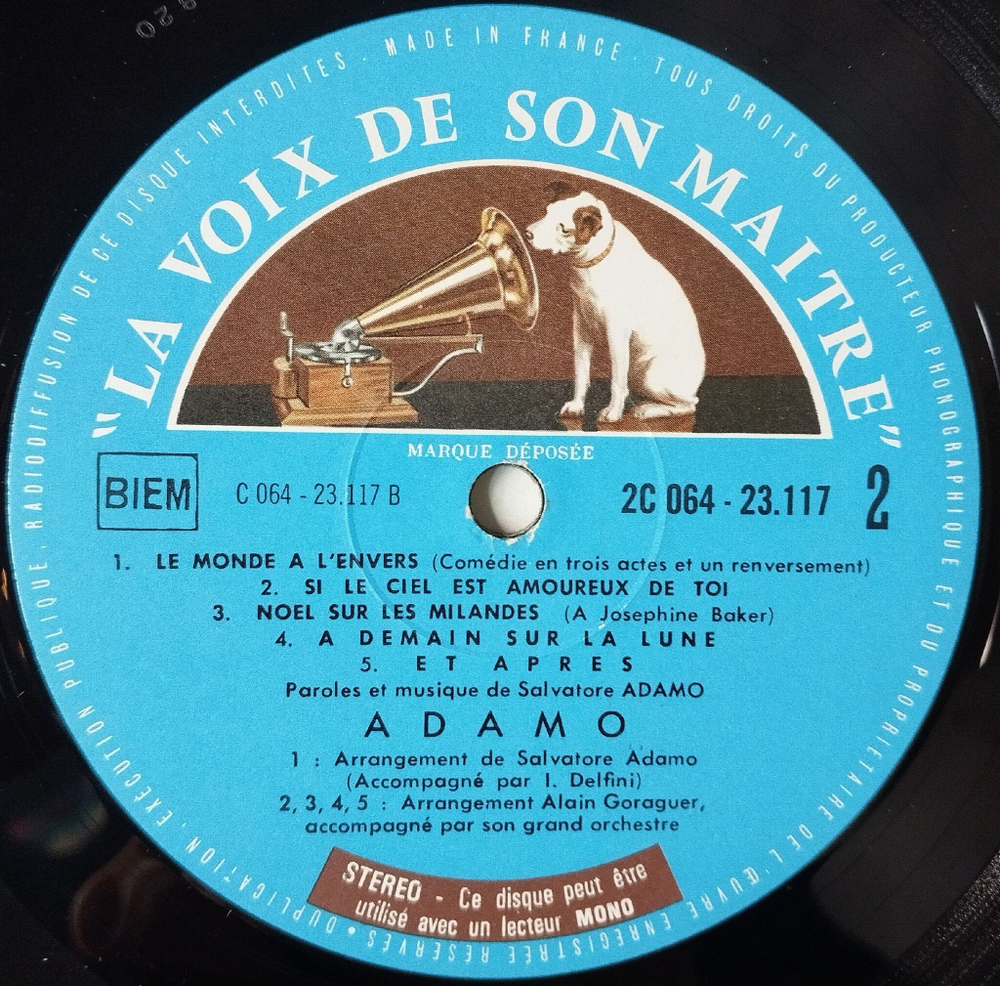 MADE IN FRANCE · TOUS DROITS DU PRODUCTEUR PHONOGRAPHIQUE ET DU PROPRIÉTAIRE DE L'ŒUVRE ENREGISTRÉE RÉSERVÉS • DUPLICATION, EXÉCUTION PUBLIQUE, RADIODIFFUSION DE CE DISQUE INTERDITES.
"LA VOIX DE SON MAITRE"
MARQUE DÉPOSÉE
BIEM C 064 - 23.117 B 2C 064 - 23.117 2
1. LE MONDE A L'ENVERS (Comédie en trois actes et un renversement)
2. SI LE CIEL EST AMOUREUX DE TOI
3. NOEL SUR LES MILANDES (A Josephine Baker)
4. A DEMAIN SUR LA LUNE
5. ET APRES
Paroles et musique de Salvatore ADAMO
ADAMO
1 : Arrangement de Salvatore Adamo
(Accompagné par I. Delfini)
2, 3, 4, 5 : Arrangement Alain Goraguer,
accompagné par son grand orchestre
STEREO - Ce disque peut être
utilisé avec un lecteur MONO